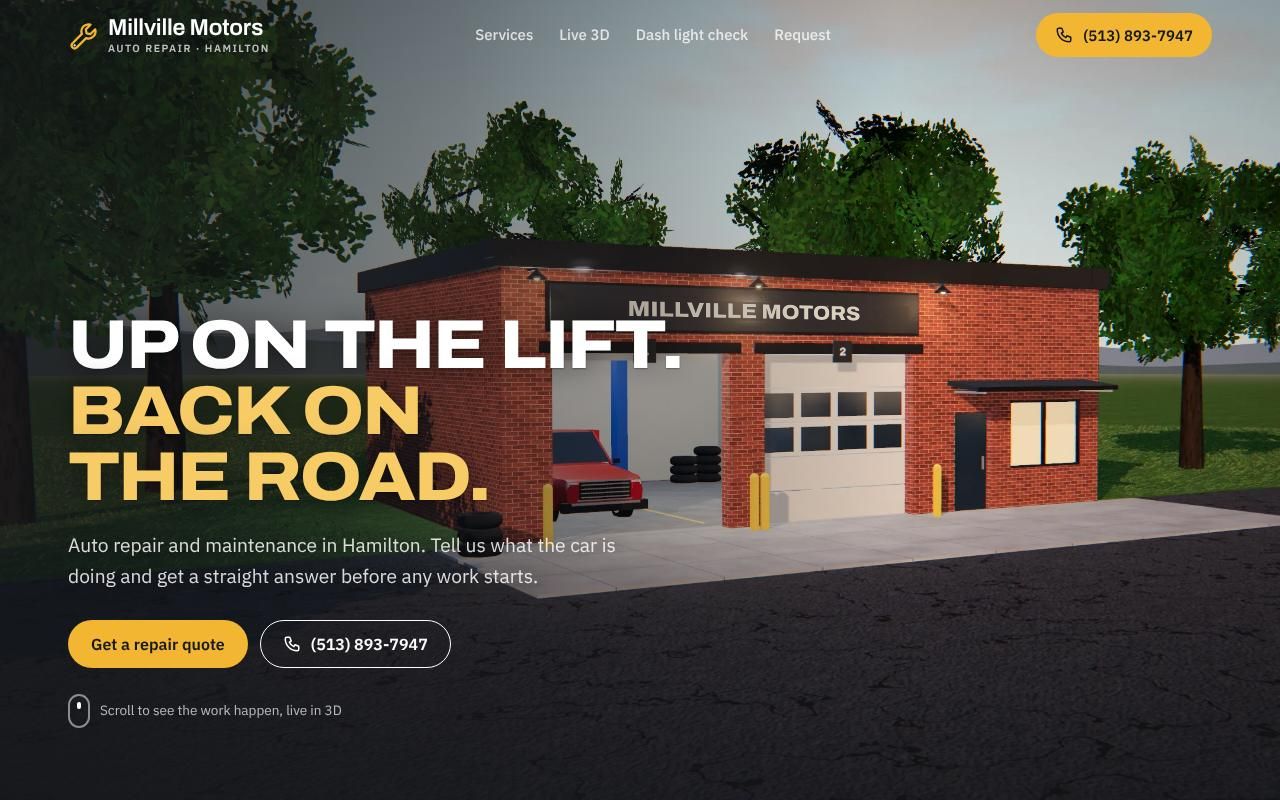 Millville Motors
AUTO REPAIR · HAMILTON
Services
Live 3D
Dash light check
Request
(513) 893-7947
MILLVILLE MOTORS
2
UP ON THE LIFT.
BACK ON
THE ROAD.
Auto repair and maintenance in Hamilton. Tell us what the car is
doing and get a straight answer before any work starts.
Get a repair quote
(513) 893-7947
Scroll to see the work happen, live in 3D